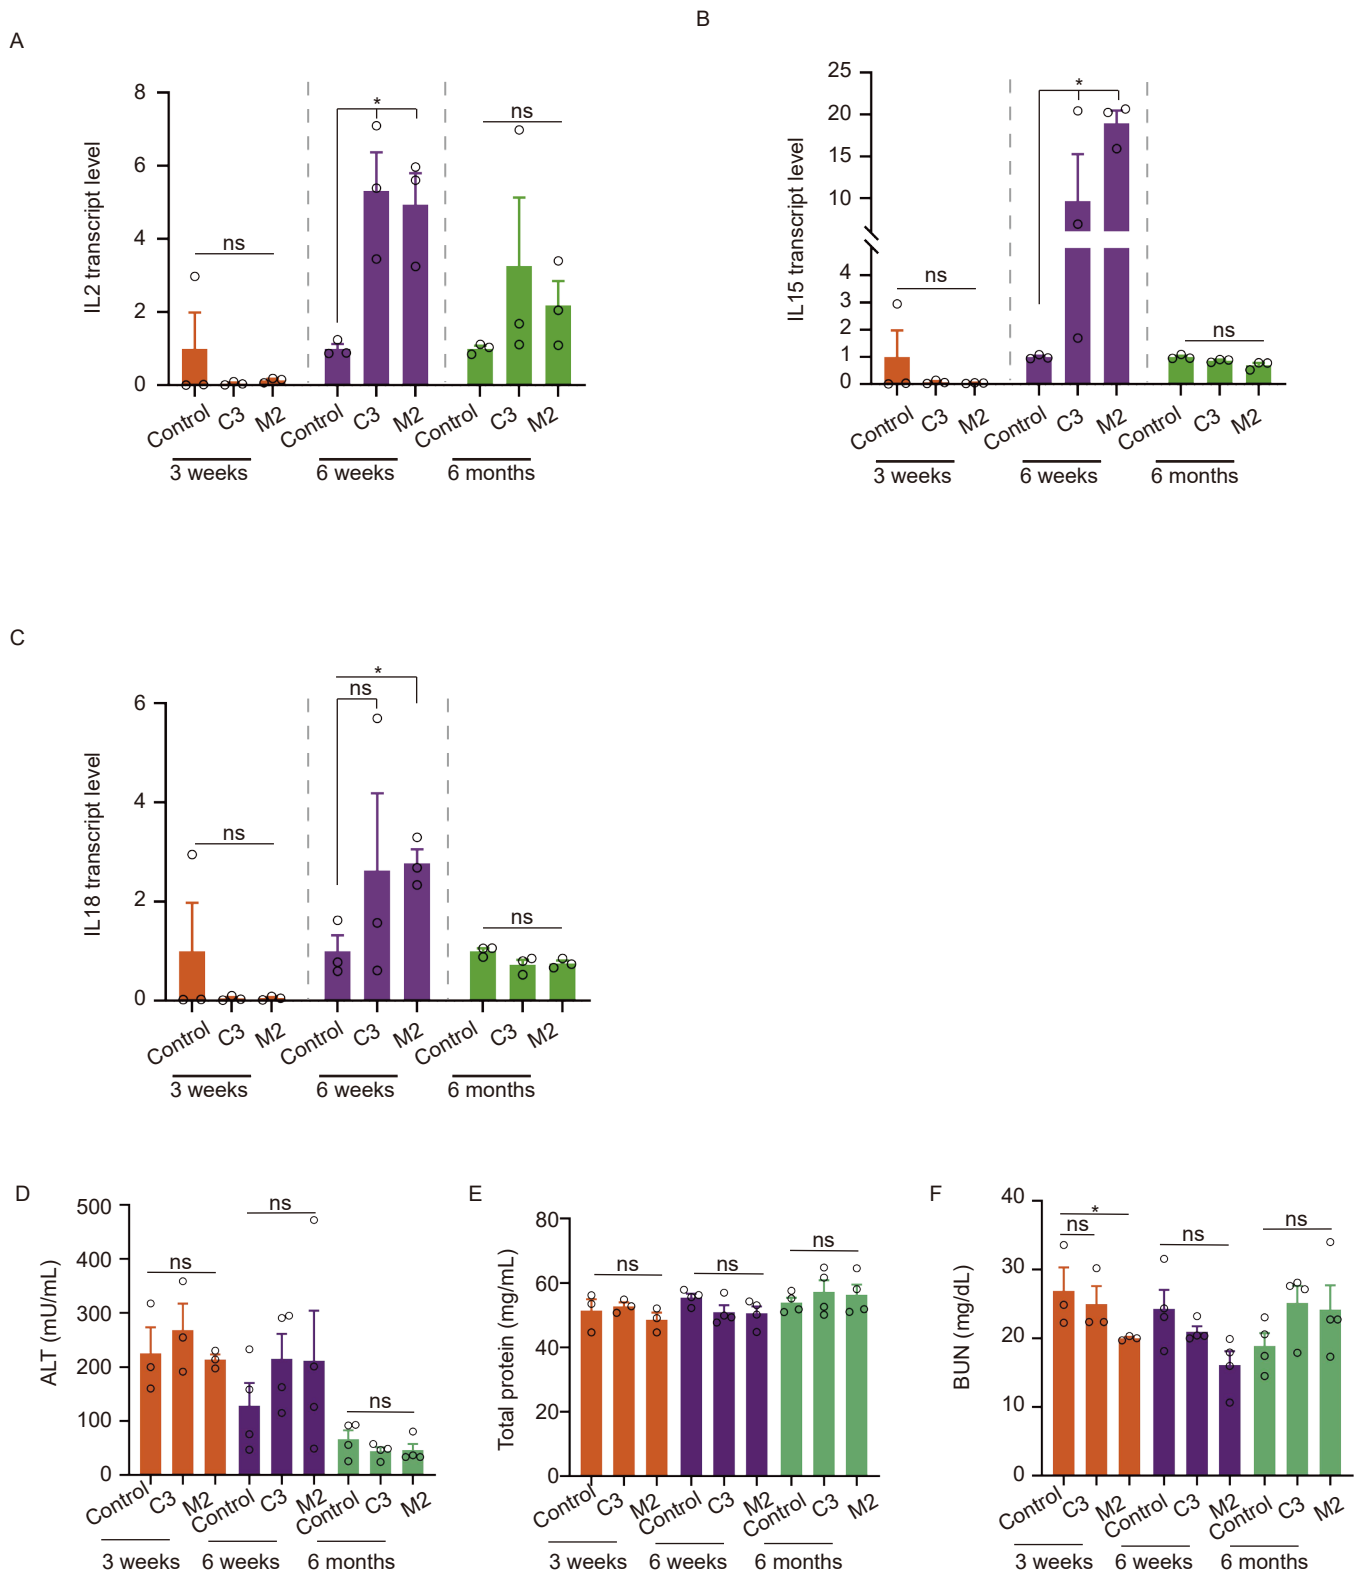 A
IL2 transcript level
8
6
4
2
0
ns
*
ns
Control C3 M2 Control C3 M2 Control C3 M2
3 weeks 6 weeks 6 months
B
IL15 transcript level
25
20
15
10
4
3
2
1
0
ns
*
ns
Control C3 M2 Control C3 M2 Control C3 M2
3 weeks 6 weeks 6 months
C
IL18 transcript level
6
4
2
0
ns
*
ns
ns
Control C3 M2 Control C3 M2 Control C3 M2
3 weeks 6 weeks 6 months
D
ALT (mU/mL)
500
400
300
200
100
0
ns
ns
ns
Control C3 M2 Control C3 M2 Control C3 M2
3 weeks 6 weeks 6 months
E
Total protein (mg/mL)
80
60
40
20
0
ns
ns
ns
Control C3 M2 Control C3 M2 Control C3 M2
3 weeks 6 weeks 6 months
F
BUN (mg/dL)
40
30
20
10
0
*
ns
ns
ns
Control C3 M2 Control C3 M2 Control C3 M2
3 weeks 6 weeks 6 months